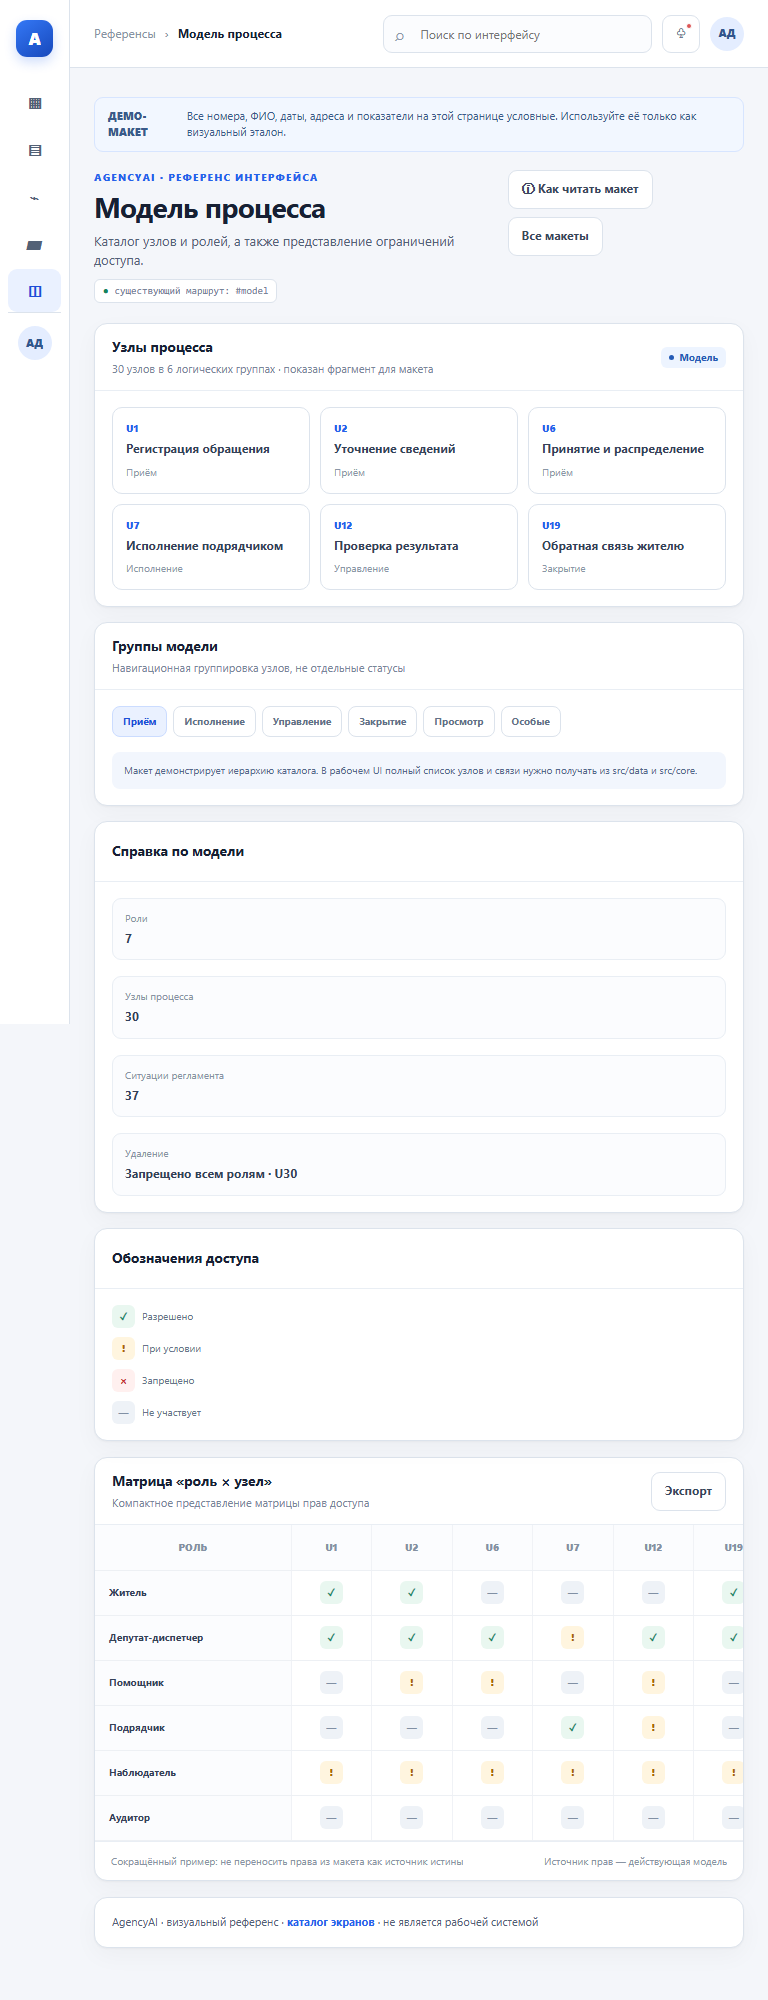 A
Референсы › Модель процесса
Поиск по интерфейсу
АД
АД
ДЕМО-
МАКЕТ
Все номера, ФИО, даты, адреса и показатели на этой странице условные. Используйте её только как
визуальный эталон.
AGENCYAI • РЕФЕРЕНС ИНТЕРФЕЙСА
Модель процесса
Каталог узлов и ролей, а также представление ограничений
доступа.
существующий маршрут: #model
Как читать макет
Все макеты
Узлы процесса
30 узлов в 6 логических группах · показан фрагмент для макета
Модель
U1
Регистрация обращения
Приём
U2
Уточнение сведений
Приём
U6
Принятие и распределение
Приём
U7
Исполнение подрядчиком
Исполнение
U12
Проверка результата
Управление
U19
Обратная связь жителю
Закрытие
Группы модели
Навигационная группировка узлов, не отдельные статусы
Приём Исполнение Управление Закрытие Просмотр Особые
Макет демонстрирует иерархию каталога. В рабочем UI полный список узлов и связи нужно получать из src/data и src/core.
Справка по модели
Роли
7
Узлы процесса
30
Ситуации регламента
37
Удаление
Запрещено всем ролям · U30
Обозначения доступа
✓ Разрешено
! При условии
× Запрещено
— Не участвует
Матрица «роль × узел»
Компактное представление матрицы прав доступа
Экспорт
РОЛЬ U1 U2 U6 U7 U12 U19
Житель ✓ ✓ — — — ✓
Депутат-диспетчер ✓ ✓ ✓ ! ✓ ✓
Помощник — ! ! — ! —
Подрядчик — — — ✓ ! —
Наблюдатель ! ! ! ! ! !
Аудитор — — — — — —
Сокращённый пример: не переносить права из макета как источник истины
Источник прав — действующая модель
AgencyAI · визуальный референс · каталог экранов · не является рабочей системой